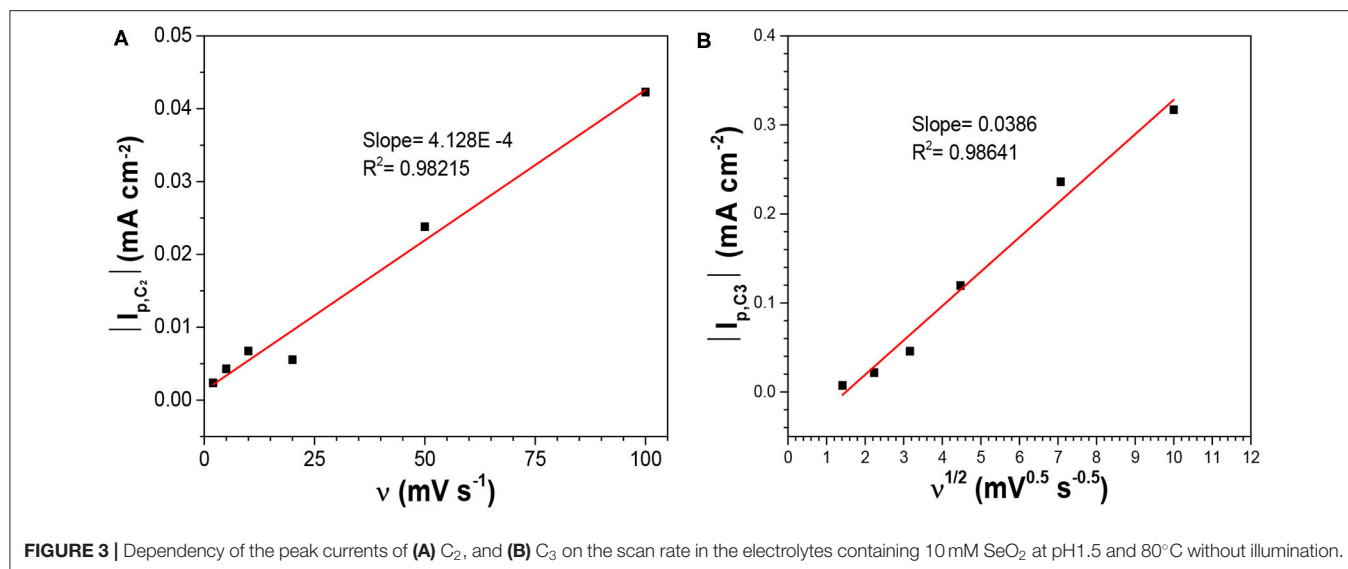 A
0.05
0.04
0.03
0.02
0.01
0.00
|I_p,C₂| (mA cm⁻²)
Slope= 4.128E -4
R²= 0.98215
0 25 50 75 100
ν (mV s⁻¹)
B
0.4
0.3
0.2
0.1
0.0
|I_p,C3| (mA cm⁻²)
Slope= 0.0386
R²= 0.98641
0 1 2 3 4 5 6 7 8 9 10 11 12
ν¹ᐟ² (mV⁰·⁵ s⁻⁰·⁵)
FIGURE 3 | Dependency of the peak currents of (A) C₂, and (B) C₃ on the scan rate in the electrolytes containing 10 mM SeO₂ at pH1.5 and 80°C without illumination.